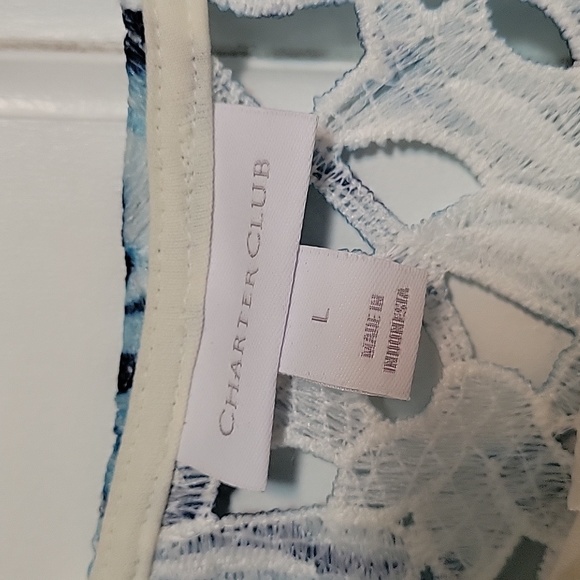 CHARTER CLUB
L
MADE IN
INDONESIA